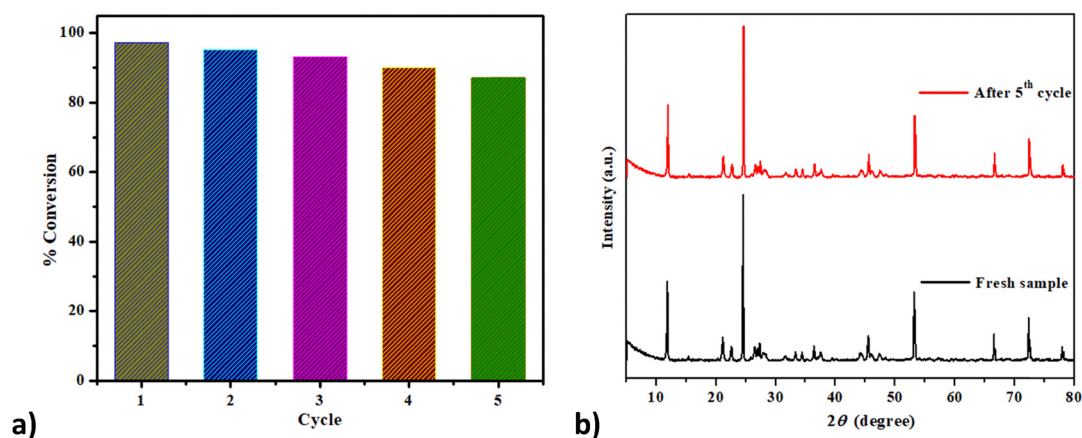 100
80
60
40
20
0
% Conversion
1 2 3 4 5
Cycle
a)
After 5th cycle
Fresh sample
Intensity (a.u.)
10 20 30 40 50 60 70 80
2θ (degree)
b)